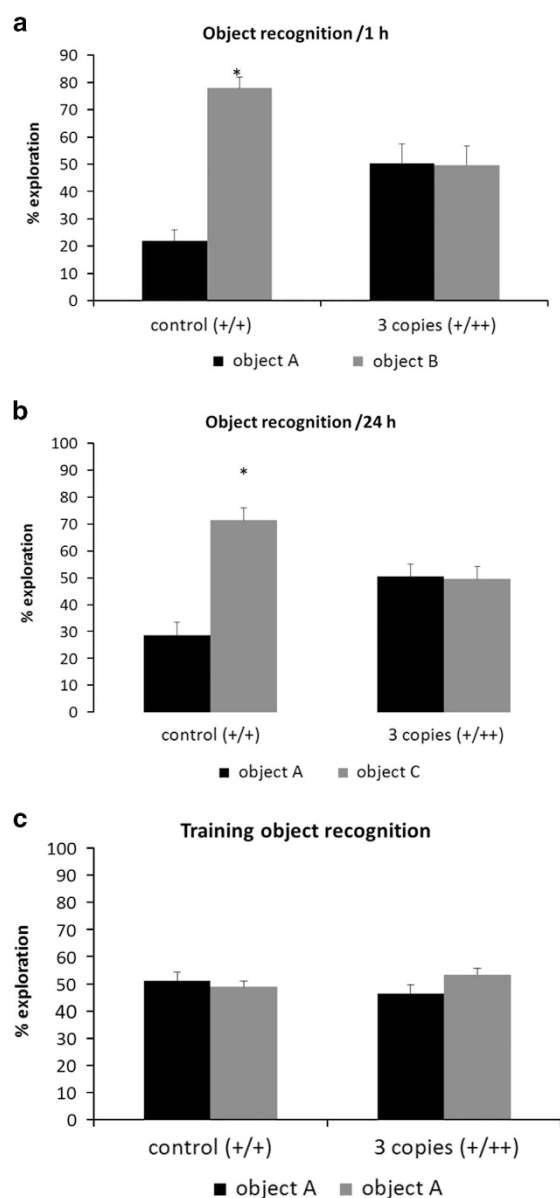 a
Object recognition /1 h
% exploration
90
80
70
60
50
40
30
20
10
0
*
control (+/+)
3 copies (+/++)
object A
object B
b
Object recognition /24 h
% exploration
100
90
80
70
60
50
40
30
20
10
0
*
control (+/+)
3 copies (+/++)
object A
object C
c
Training object recognition
% exploration
100
90
80
70
60
50
40
30
20
10
0
control (+/+)
3 copies (+/++)
object A
object A